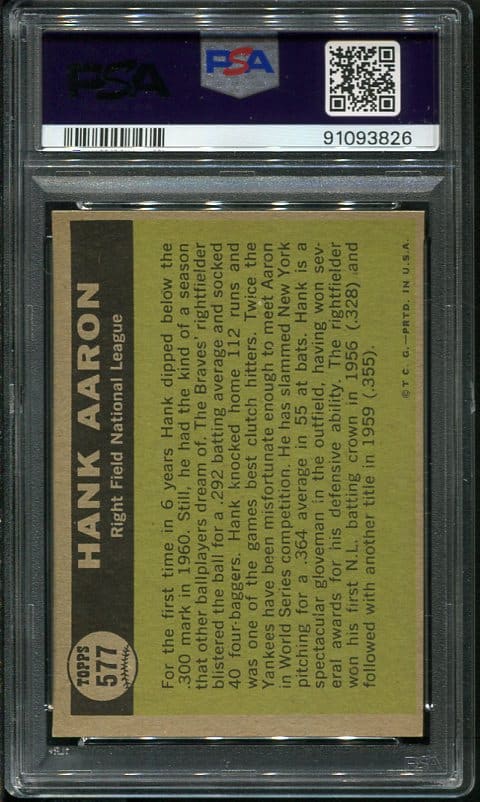 PSA
PSA
91093826
TOPPS
577
HANK AARON
Right Field National League
For the first time in 6 years Hank dipped below the
.300 mark in 1960. Still, he had the kind of a season
that other ballplayers dream of. The Braves rightfielder
blistered the ball for a .292 batting average and socked
40 four-baggers. Hank knocked home 112 runs and
was one of the games best clutch hitters. Twice the
Yankees have been misfortunate enough to meet Aaron
in World Series competition. He has slammed New York
pitching for a .364 average in 55 at bats. Hank is a
spectacular gloveman in the outfield, having won sev-
eral awards for his defensive ability. The rightfielder
won his first N.L. batting crown in 1956 (.328) and
followed with another title in 1959 (.355).
© T. C. G.—PRTD. IN U.S.A.
PSA